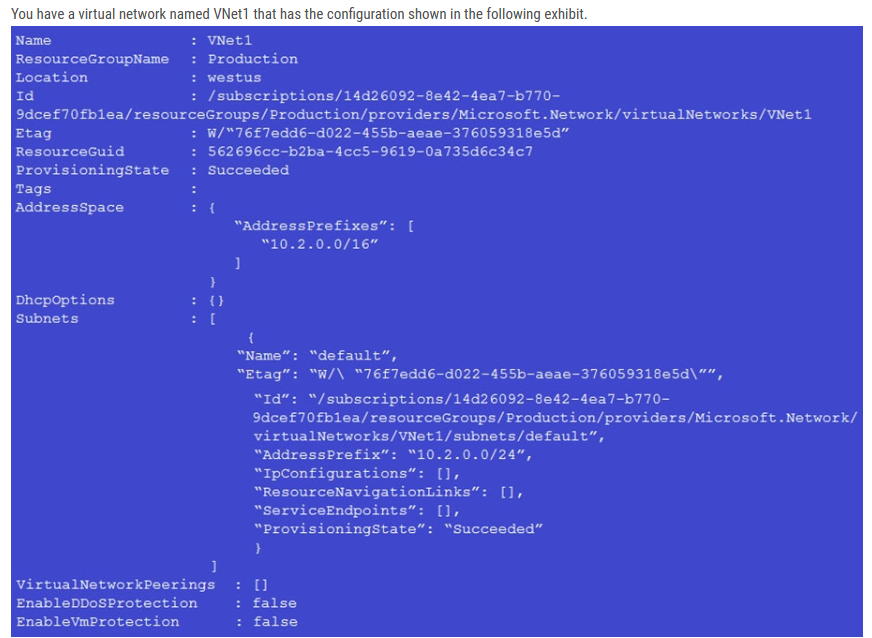 You have a virtual network named VNet1 that has the configuration shown in the following exhibit.
Name : VNet1
ResourceGroupName : Production
Location : westus
Id : /subscriptions/14d26092-8e42-4ea7-b770-
9dcef70fb1ea/resourceGroups/Production/providers/Microsoft.Network/virtualNetworks/VNet1
Etag : W/“76f7edd6-d022-455b-aeae-376059318e5d”
ResourceGuid : 562696cc-b2ba-4cc5-9619-0a735d6c34c7
ProvisioningState : Succeeded
Tags :
AddressSpace : {
“AddressPrefixes”: [
“10.2.0.0/16”
]
}
DhcpOptions : {}
Subnets : [
{
“Name”: “default”,
“Etag”: “W/\ “76f7edd6-d022-455b-aeae-376059318e5d\””,
“Id”: “/subscriptions/14d26092-8e42-4ea7-b770-
9dcef70fb1ea/resourceGroups/Production/providers/Microsoft.Network/
virtualNetworks/VNet1/subnets/default”,
“AddressPrefix”: “10.2.0.0/24”,
“IpConfigurations”: [],
“ResourceNavigationLinks”: [],
“ServiceEndpoints”: [],
“ProvisioningState”: “Succeeded”
}
]
VirtualNetworkPeerings : []
EnableDDoSProtection : false
EnableVmProtection : false